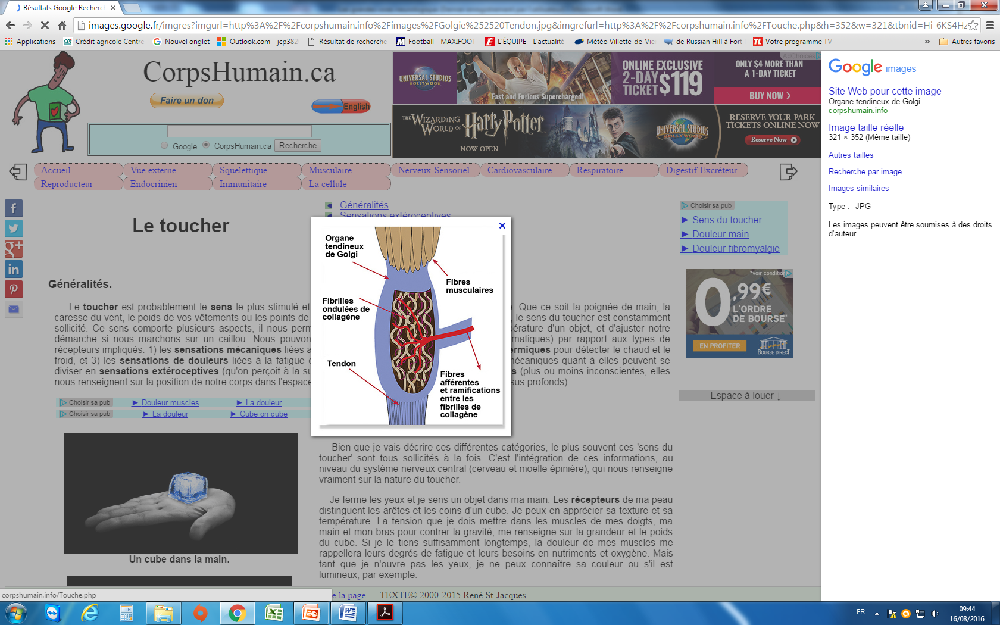 Résultats Google Recherch
images.google.fr/imgres?imgurl=http%3A%2F%2Fcorpshumain.info%2Fimages%2FGolgie%252520Tendon.jpg&imgrefurl=http%3A%2F%2Fcorpshumain.info%2FTouche.php&h=352&w=321&tbnid=Hi-6KS4Hz
Applications Crédit agricole Centre Nouvel onglet Outlook.com - jcp382 Résultat de recherche Football - MAXIFOOT L'ÉQUIPE - L'actualité Météo Villette-de-Vie de Russian Hill à Fort Votre programme TV » Autres favoris
CorpsHumain.ca
Faire un don
English
Google CorpsHumain.ca Recherche
UNIVERSAL STUDIOS
HOLLYWOOD
Fast and Furious Supercharged!
ONLINE EXCLUSIVE
2-DAY
TICKET $119
AdChoices
ONLY $4 MORE THAN
A 1-DAY TICKET
BUY NOW
THE WIZARDING
WORLD OF Harry Potter
NOW OPEN
UNIVERSAL STUDIOS
HOLLYWOOD
RESERVE YOUR PARK
TICKETS ONLINE NOW
Reserve Now
Accueil Vue externe Squelettique Musculaire Nerveux-Sensoriel Cardiovasculaire Respiratoire Digestif-Excréteur
Reproducteur Endocrinien Immunitaire La cellule
Le toucher
Généralités
Sensations extéroceptives
Choisir sa pub
► Sens du toucher
► Douleur main
► Douleur fibromyalgie
Généralités.
Le toucher est probablement le sens le plus stimulé et . Que ce soit la poignée de main, la
caresse du vent, le poids de vos vêtements ou les points de , le sens du toucher est constamment
sollicité. Ce sens comporte plusieurs aspects, il nous perm pérature d'un objet, et d'ajuster notre
démarche si nous marchons sur un caillou. Nous pouvon matiques) par rapport aux types de
récepteurs impliqués: 1) les sensations mécaniques liées a ermiques pour détecter le chaud et le
froid, et 3) les sensations de douleurs liées à la fatigue mécaniques quant à elles peuvent se
diviser en sensations extéroceptives (qu'on perçoit à la su s (plus ou moins inconscientes, elles
nous renseignent sur la position de notre corps dans l'espace sus profonds).
Choisir sa pub ► Douleur muscles ► La douleur
Choisir sa pub ► La douleur ► Cube on cube
Organe
tendineux
de Golgi
Fibres
musculaires
Fibrilles
ondulées de
collagène
Tendon
Fibres
afférentes
et ramifications
entre les
fibrilles de
collagène
*voir conditio
0,99€
L'ORDRE
DE BOURSE*
EN PROFITER
BOURSE DIRECT
Espace à louer ↓
Un cube dans la main.
Bien que je vais décrire ces différentes catégories, le plus souvent ces 'sens du
toucher' sont tous sollicités à la fois. C'est l'intégration de ces informations, au
niveau du système nerveux central (cerveau et moelle épinière), qui nous renseigne
vraiment sur la nature du toucher.
Je ferme les yeux et je sens un objet dans ma main. Les récepteurs de ma peau
distinguent les arêtes et les coins d'un cube. Je peux en apprécier sa texture et sa
température. La tension que je dois mettre dans les muscles de mes doigts, ma
main et mon bras pour contrer la gravité, me renseigne sur la grandeur et le poids
du cube. Si je le tiens suffisamment longtemps, la douleur de mes muscles me
rappellera leurs degrés de fatigue et leurs besoins en nutriments et oxygène. Mais
tant que je n'ouvre pas les yeux, je ne peux connaître sa couleur ou s'il est
lumineux, par exemple.
e la page. TEXTE© 2000-2015 René St-Jacques
corpshumain.info/Touche.php
Google images
Site Web pour cette image
Organe tendineux de Golgi
corpshumain.info
Image taille réelle
321 × 352 (Même taille)
Autres tailles
Recherche par image
Images similaires
Type : JPG
Les images peuvent être soumises à des droits
d'auteur.
FR
09:44
16/08/2016